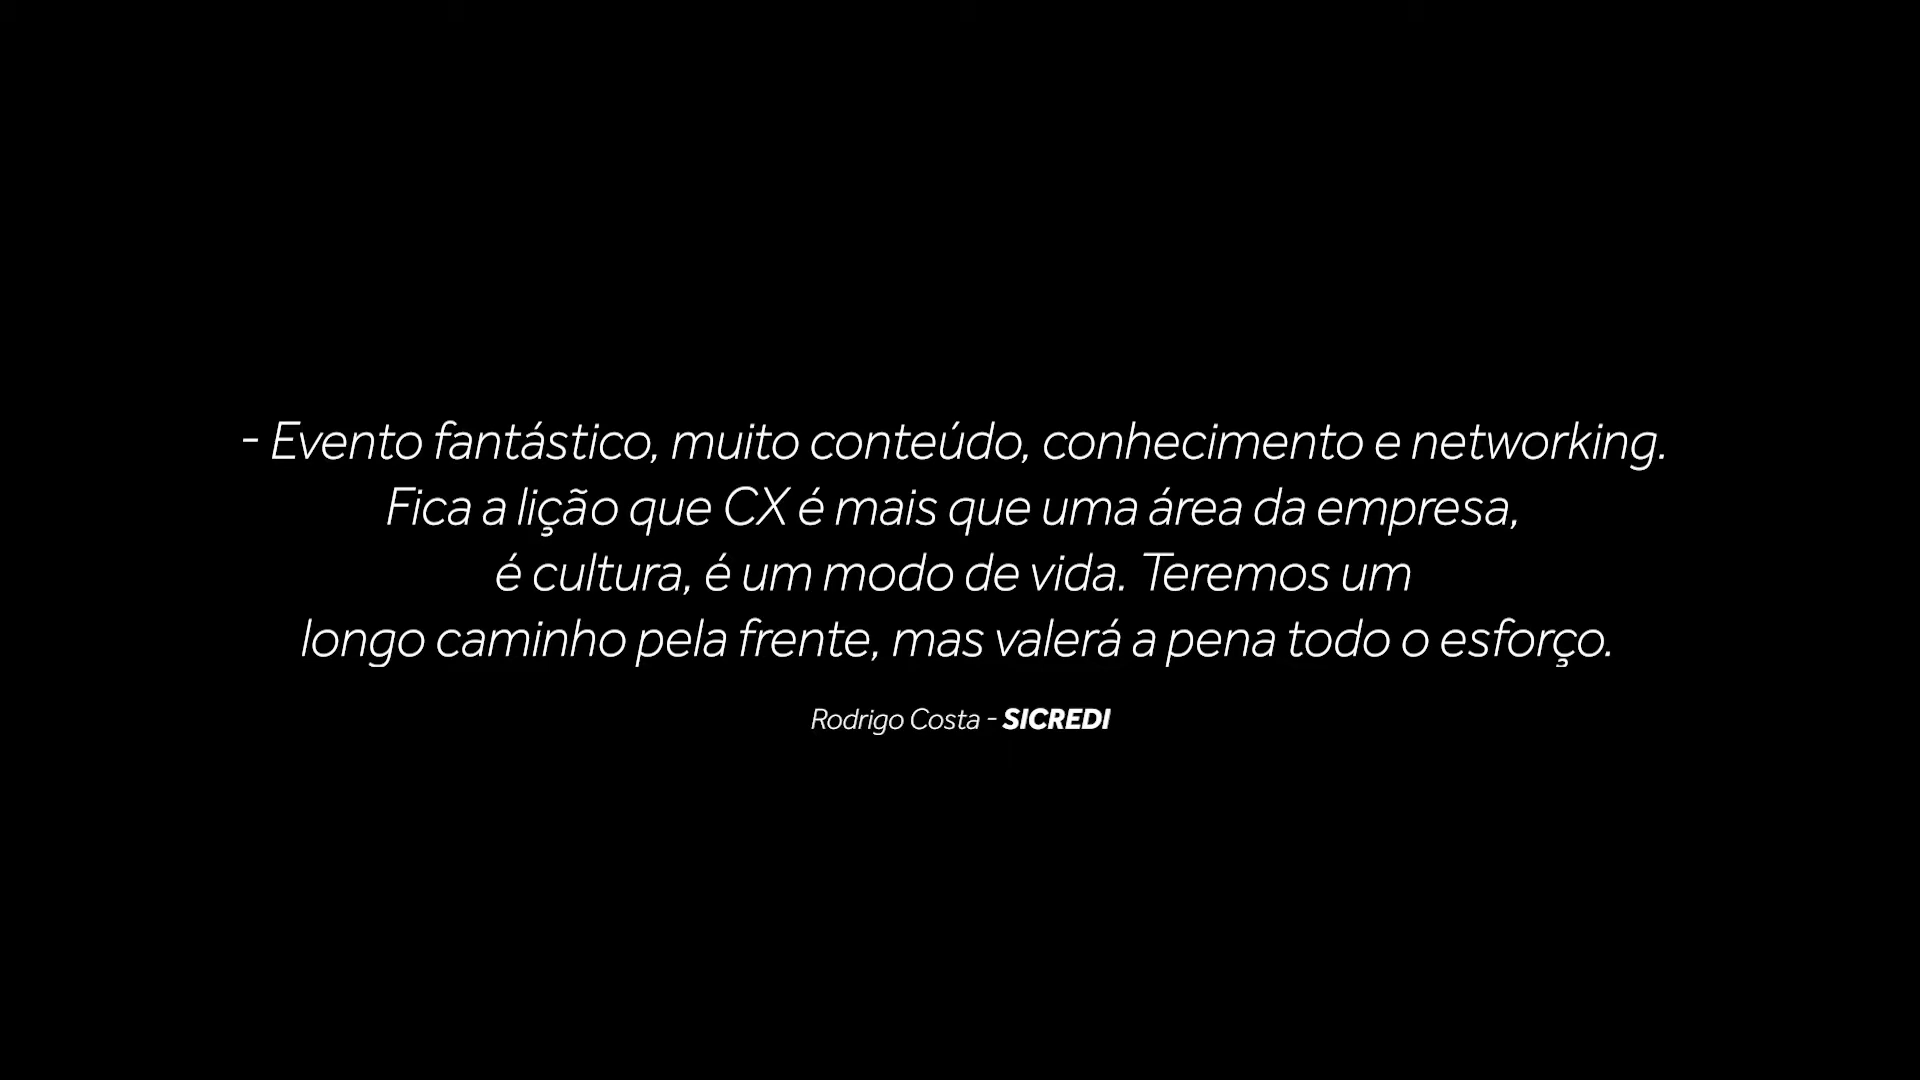 - Evento fantástico, muito conteúdo, conhecimento e networking.
Fica a lição que CX é mais que uma área da empresa,
é cultura, é um modo de vida. Teremos um
longo caminho pela frente, mas valerá a pena todo o esforço.
Rodrigo Costa - SICREDI